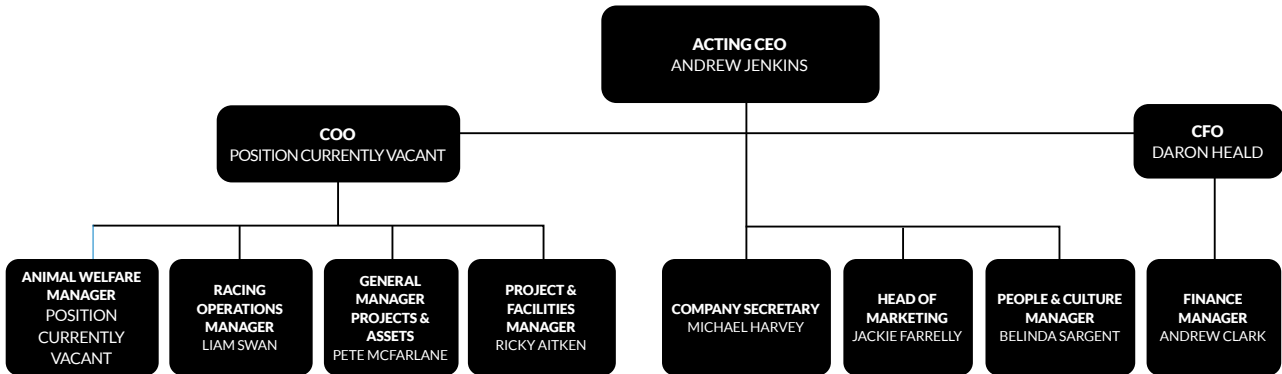 ACTING CEO
ANDREW JENKINS
COO
POSITION CURRENTLY VACANT
CFO
DARON HEALD
ANIMAL WELFARE
MANAGER
POSITION
CURRENTLY
VACANT
RACING
OPERATIONS
MANAGER
LIAM SWAN
GENERAL
MANAGER
PROJECTS &
ASSETS
PETE MCFARLANE
PROJECT &
FACILITIES
MANAGER
RICKY AITKEN
COMPANY SECRETARY
MICHAEL HARVEY
HEAD OF
MARKETING
JACKIE FARRELLY
PEOPLE & CULTURE
MANAGER
BELINDA SARGENT
FINANCE
MANAGER
ANDREW CLARK